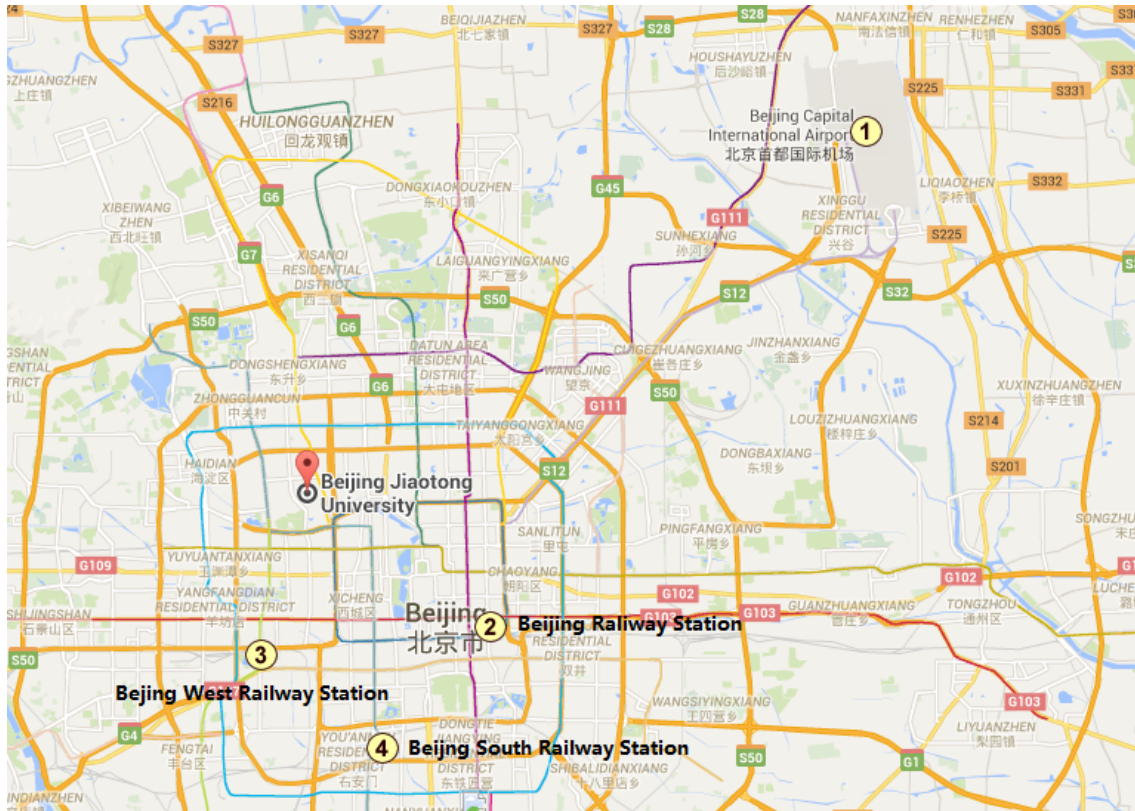 S28
NANFAXINZHEN
南法信镇
RENHEZHEN
仁和镇
S305
BEIQIJIAZHEN
北七家镇
S327
S327
S28
S327
HOUSHAYUZHEN
后沙峪镇
S225
S331
上庄镇
S216
HUILONGGUANZHEN
回龙观镇
Beijing Capital
International Airport
北京首都国际机场
1
DONGXIAOKOUZHEN
东小口镇
G45
LIQIAOZHEN
李桥镇
S332
G6
XIBEIWANG
ZHEN
西北旺镇
XINGGU
RESIDENTIAL
DISTRICT
兴谷
G111
SUNHEXIANG
孙河乡
S225
G7
XISANQI
RESIDENTIAL
DISTRICT
西三旗
LAIGUANGYINGXIANG
来广营乡
S50
S12
S32
S50
G6
DATUN AREA
RESIDENTIAL
DISTRICT
大屯地区
CUIGEZHUANGXIANG
崔各庄乡
JINZHANXIANG
金盏乡
DONGSHENGXIANG
东升乡
G6
WANGJING
望京
S50
XUXINZHUANGZHEN
徐辛庄镇
ZHONGGUANCUN
中关村
G111
S214
LOUZIZHUANGXIANG
楼梓庄乡
TAIYANGGONGXIANG
太阳宫乡
DONGBAXIANG
东坝乡
HAIDIAN
海淀区
S12
S201
Beijing Jiaotong
University
SANLITUN
三里屯
PINGFANGXIANG
平房乡
G109
YUYUANTANXIANG
玉渊潭乡
CHAOYANG
朝阳区
G102
G102
YANGFANGDIAN
RESIDENTIAL DISTRICT
羊坊店
XICHENG
西城区
Beijing
北京市
2
Beijing Raliway Station
G103
G103
GUANZHUANGXIANG
管庄乡
TONGZHOU
通州区
SHIJINGSHAN
石景山区
RESIDENTIAL
DISTRICT
双井
S50
3
Bejing West Railway Station
WANGSIYINGXIANG
王四营乡
G103
LIYUANZHEN
梨园镇
G4
FENGTAI
丰台区
YOU'AN
RESIDENTIAL
DISTRICT
右安门
4
Beijng South Railway Station
DONGTIE
JIANGYING
东铁匠营
SHIBALIDIANXIANG
十八里店乡
S50
G1